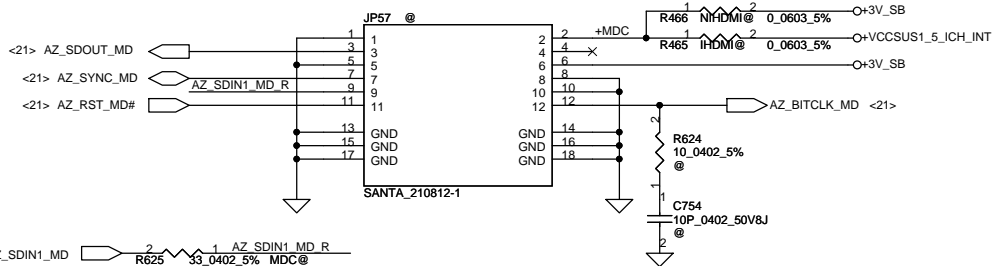 JP57 @
1 2
R466 NIHDMI@ 0_0603_5%
+3V_SB
1 2
R465 IHDMI@ 0_0603_5%
+VCCSUS1_5_ICH_INT
+MDC
+3V_SB
<21> AZ_SDOUT_MD
<21> AZ_SYNC_MD
AZ_SDIN1_MD_R
<21> AZ_RST_MD#
1 1 2 2
3 3 4 4
5 5 6 6
7 7 8 8
9 9 10 10
11 11 12 12
AZ_BITCLK_MD <21>
13 GND GND 14
15 GND GND 16
17 GND GND 18
SANTA_210812-1
2
R624
10_0402_5%
@
1
1
C754
10P_0402_50V8J
@
2
_SDIN1_MD
2 1
R625 33_0402_5% MDC@
AZ_SDIN1_MD_R